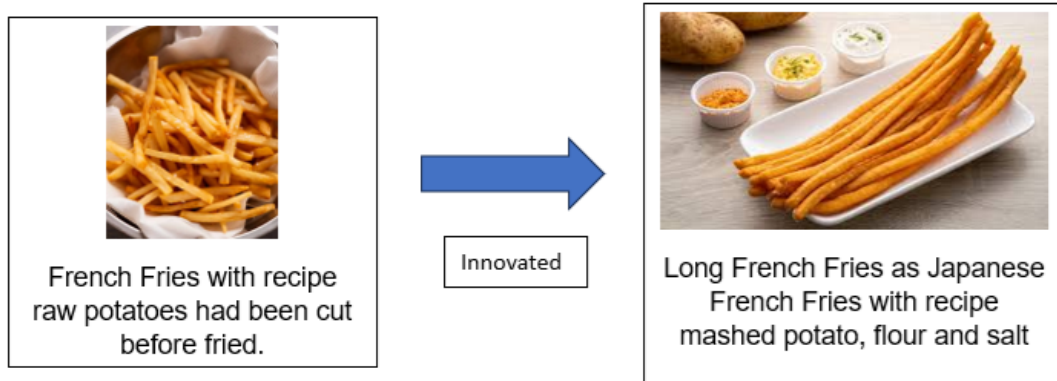 French Fries with recipe
raw potatoes had been cut
before fried.
Innovated
Long French Fries as Japanese
French Fries with recipe
mashed potato, flour and salt